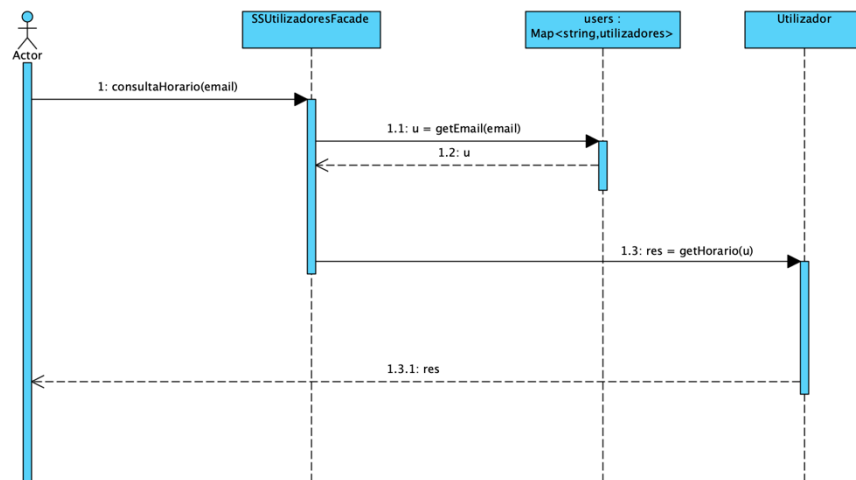 SSUtilizadoresFacade
users :
Map<string,utilizadores>
Utilizador
Actor
1: consultaHorario(email)
1.1: u = getEmail(email)
1.2: u
1.3: res = getHorario(u)
1.3.1: res